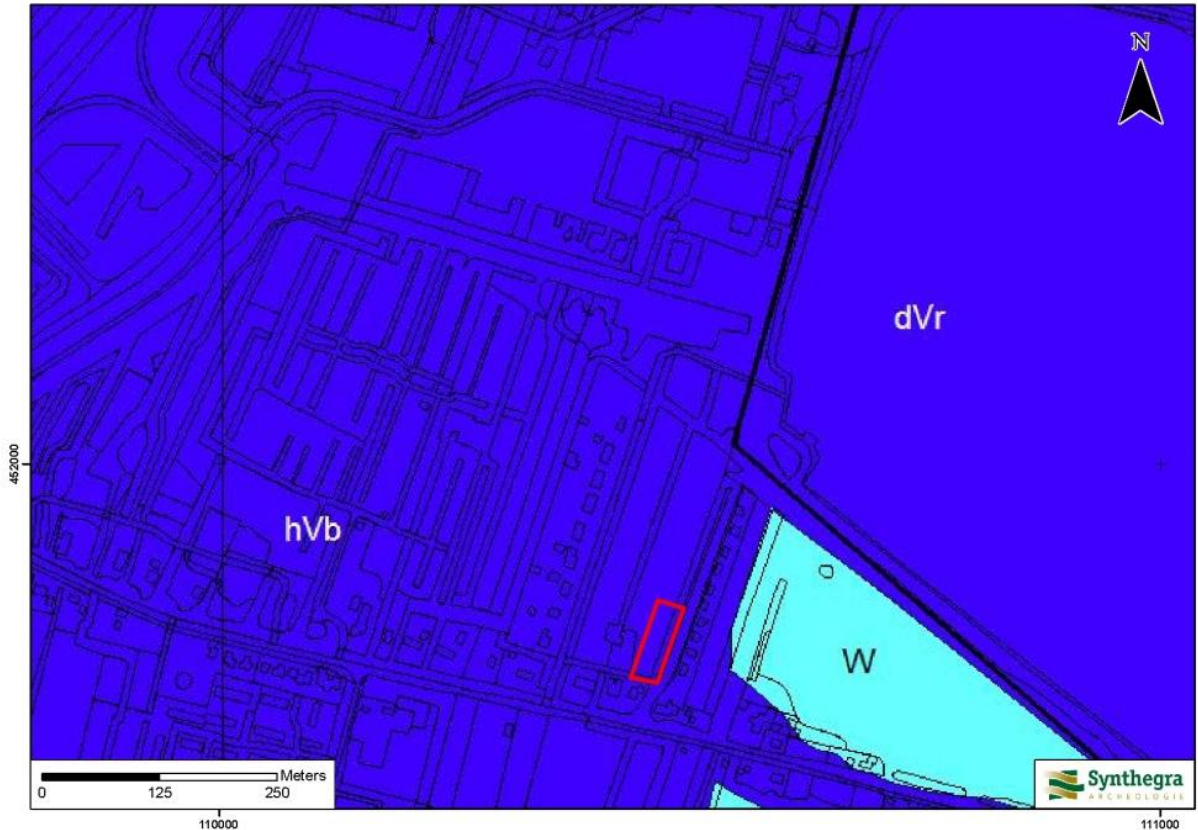 N
dVr
452000
hVb
W
Meters
0 125 250
Synthegra
ARCHEOLOGIE
110000
111000